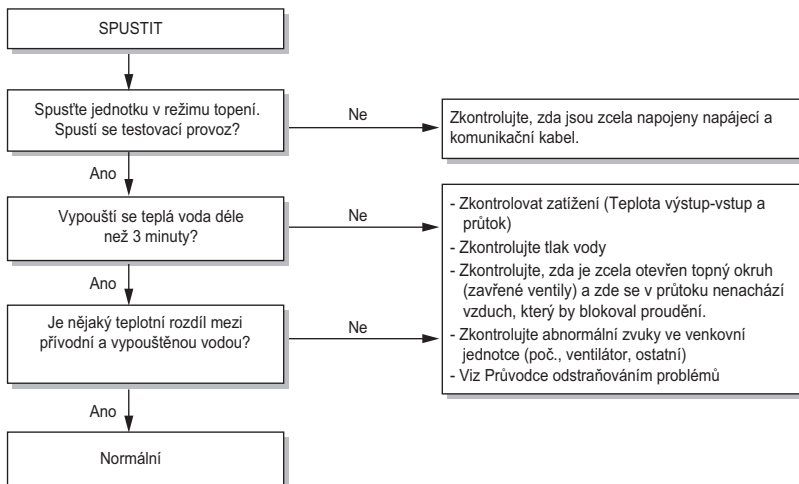 SPUSTIT
Spusťte jednotku v režimu topení.
Spustí se testovací provoz?
Ne
Zkontrolujte, zda jsou zcela napojeny napájecí a
komunikační kabel.
Ano
Vypouští se teplá voda déle
než 3 minuty?
Ne
- Zkontrolovat zatížení (Teplota výstup-vstup a
průtok)
- Zkontrolujte tlak vody
- Zkontrolujte, zda je zcela otevřen topný okruh
(zavřené ventily) a zde se v průtoku nenachází
vzduch, který by blokoval proudění.
- Zkontrolujte abnormální zvuky ve venkovní
jednotce (poč., ventilátor, ostatní)
- Viz Průvodce odstraňováním problémů
Ano
Je nějaký teplotní rozdíl mezi
přívodní a vypouštěnou vodou?
Ne
Ano
Normální